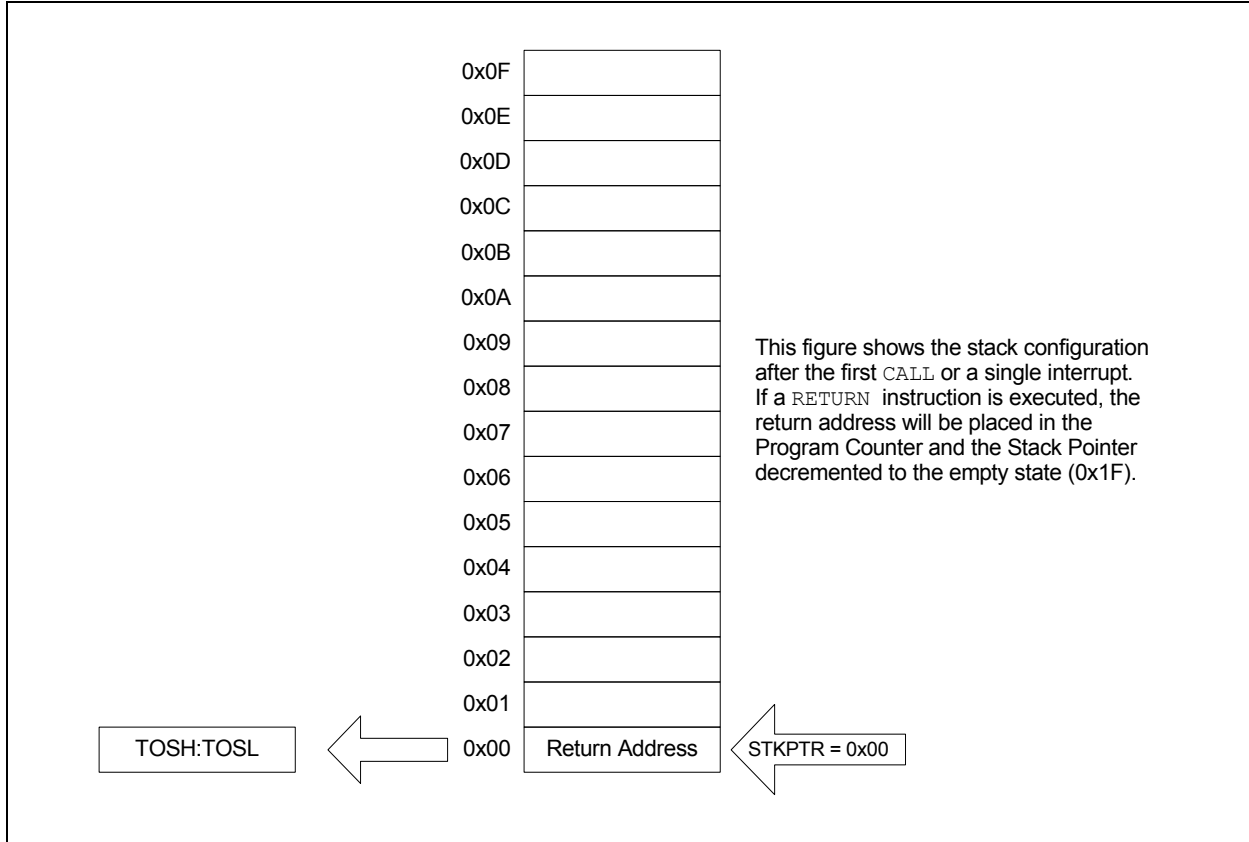 0x0F
0x0E
0x0D
0x0C
0x0B
0x0A
0x09
0x08
0x07
0x06
0x05
0x04
0x03
0x02
0x01
0x00
This figure shows the stack configuration
after the first CALL or a single interrupt.
If a RETURN instruction is executed, the
return address will be placed in the
Program Counter and the Stack Pointer
decremented to the empty state (0x1F).
TOSH:TOSL
Return Address
STKPTR = 0x00